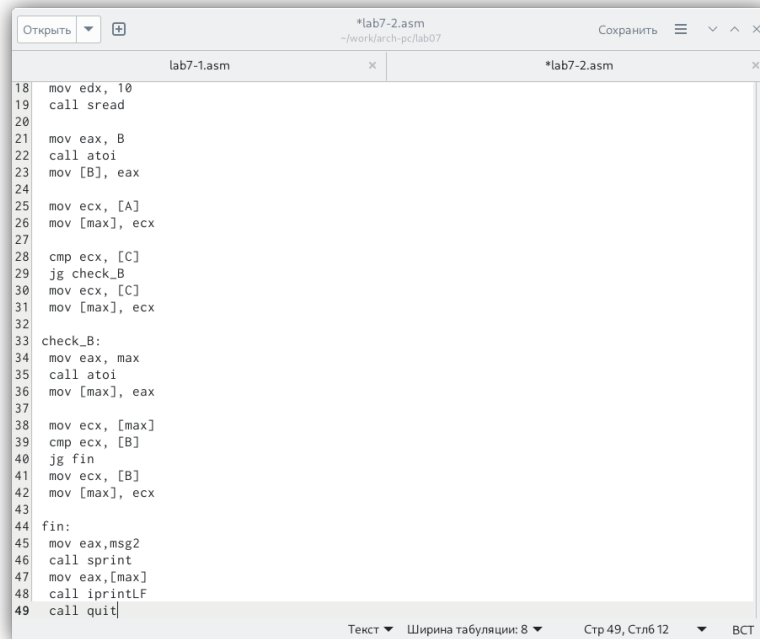 Открыть
*lab7-2.asm
~/work/arch-pc/lab07
Сохранить
lab7-1.asm
*lab7-2.asm
18 mov edx, 10
19 call sread
20
21 mov eax, B
22 call atoi
23 mov [B], eax
24
25 mov ecx, [A]
26 mov [max], ecx
27
28 cmp ecx, [C]
29 jg check_B
30 mov ecx, [C]
31 mov [max], ecx
32
33 check_B:
34 mov eax, max
35 call atoi
36 mov [max], eax
37
38 mov ecx, [max]
39 cmp ecx, [B]
40 jg fin
41 mov ecx, [B]
42 mov [max], ecx
43
44 fin:
45 mov eax,msg2
46 call sprint
47 mov eax,[max]
48 call iprintLF
49 call quit
Текст Ширина табуляции: 8 Стр 49, Стлб 12 ВСТ